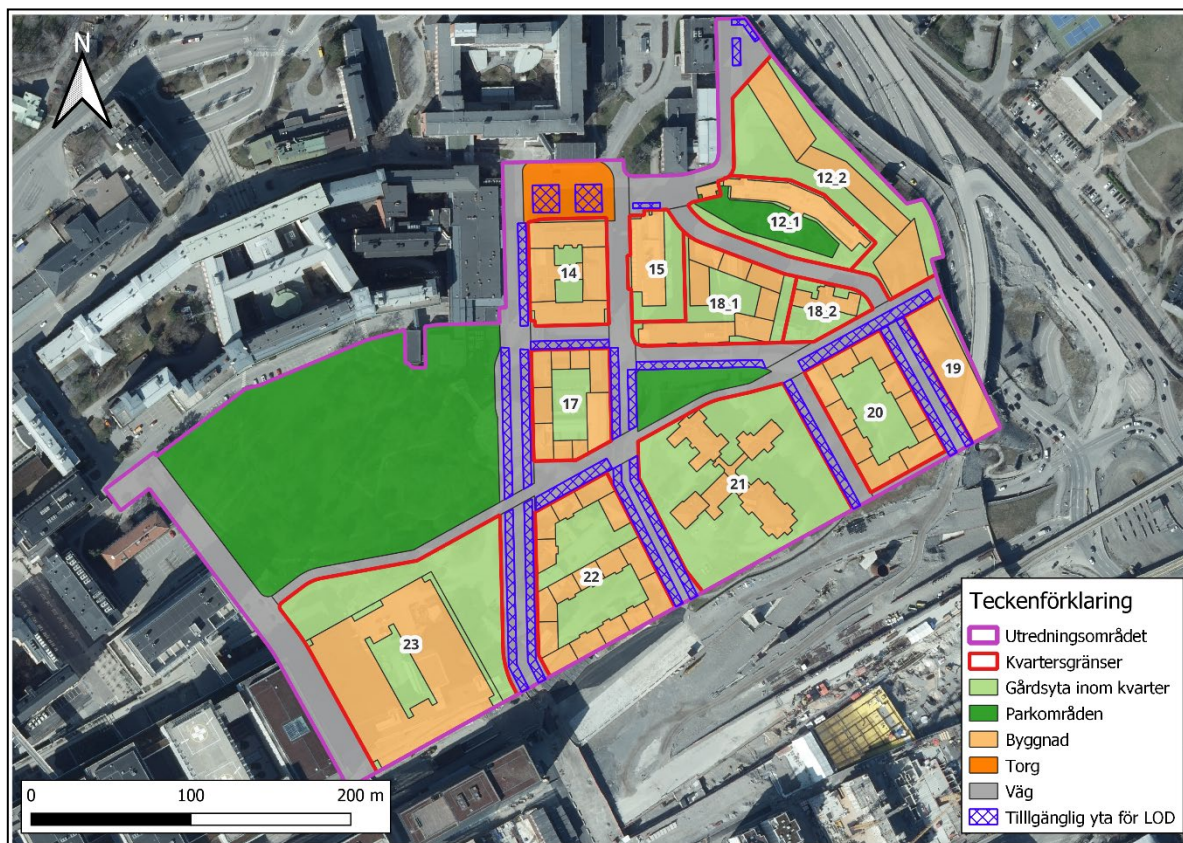 N
12_2
12_1
14
15
18_1
18_2
19
17
20
21
22
23
Teckenförklaring
Utredningsområdet
Kvartersgränser
Gårdsyta inom kvarter
Parkområden
Byggnad
Torg
Väg
Tilllgänglig yta för LOD
0 100 200 m